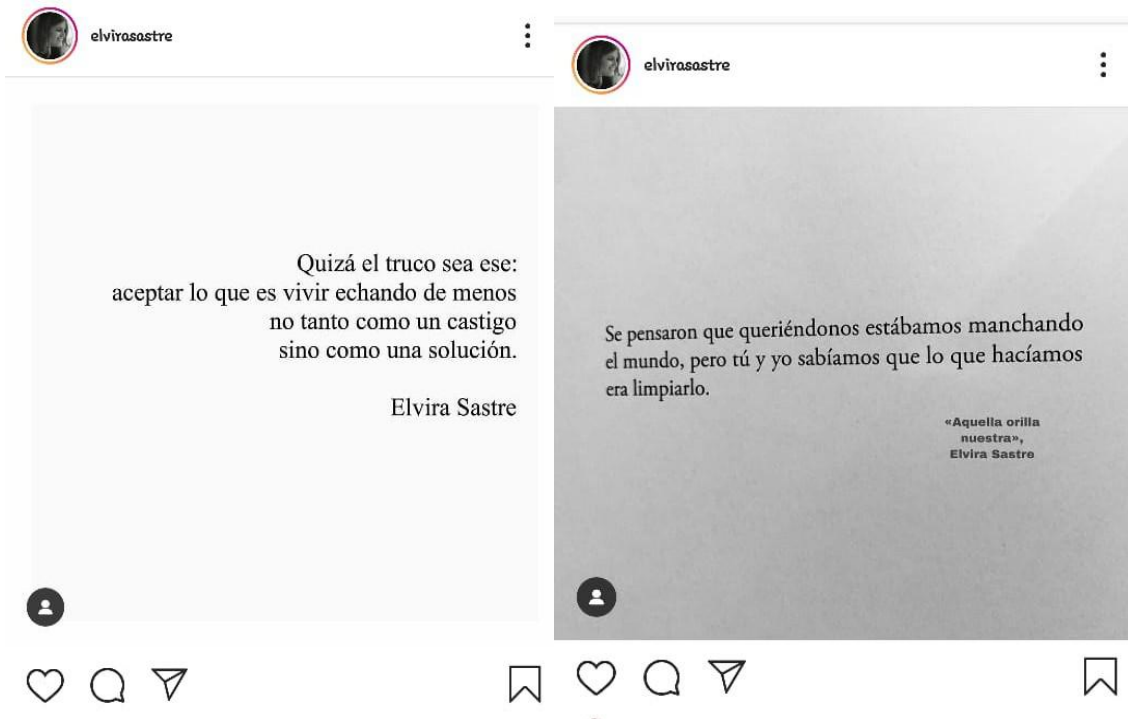 elvirasastre
Quizá el truco sea ese:
aceptar lo que es vivir echando de menos
no tanto como un castigo
sino como una solución.
Elvira Sastre
elvirasastre
Se pensaron que queriéndonos estábamos manchando
el mundo, pero tú y yo sabíamos que lo que hacíamos
era limpiarlo.
«Aquella orilla
nuestra»,
Elvira Sastre